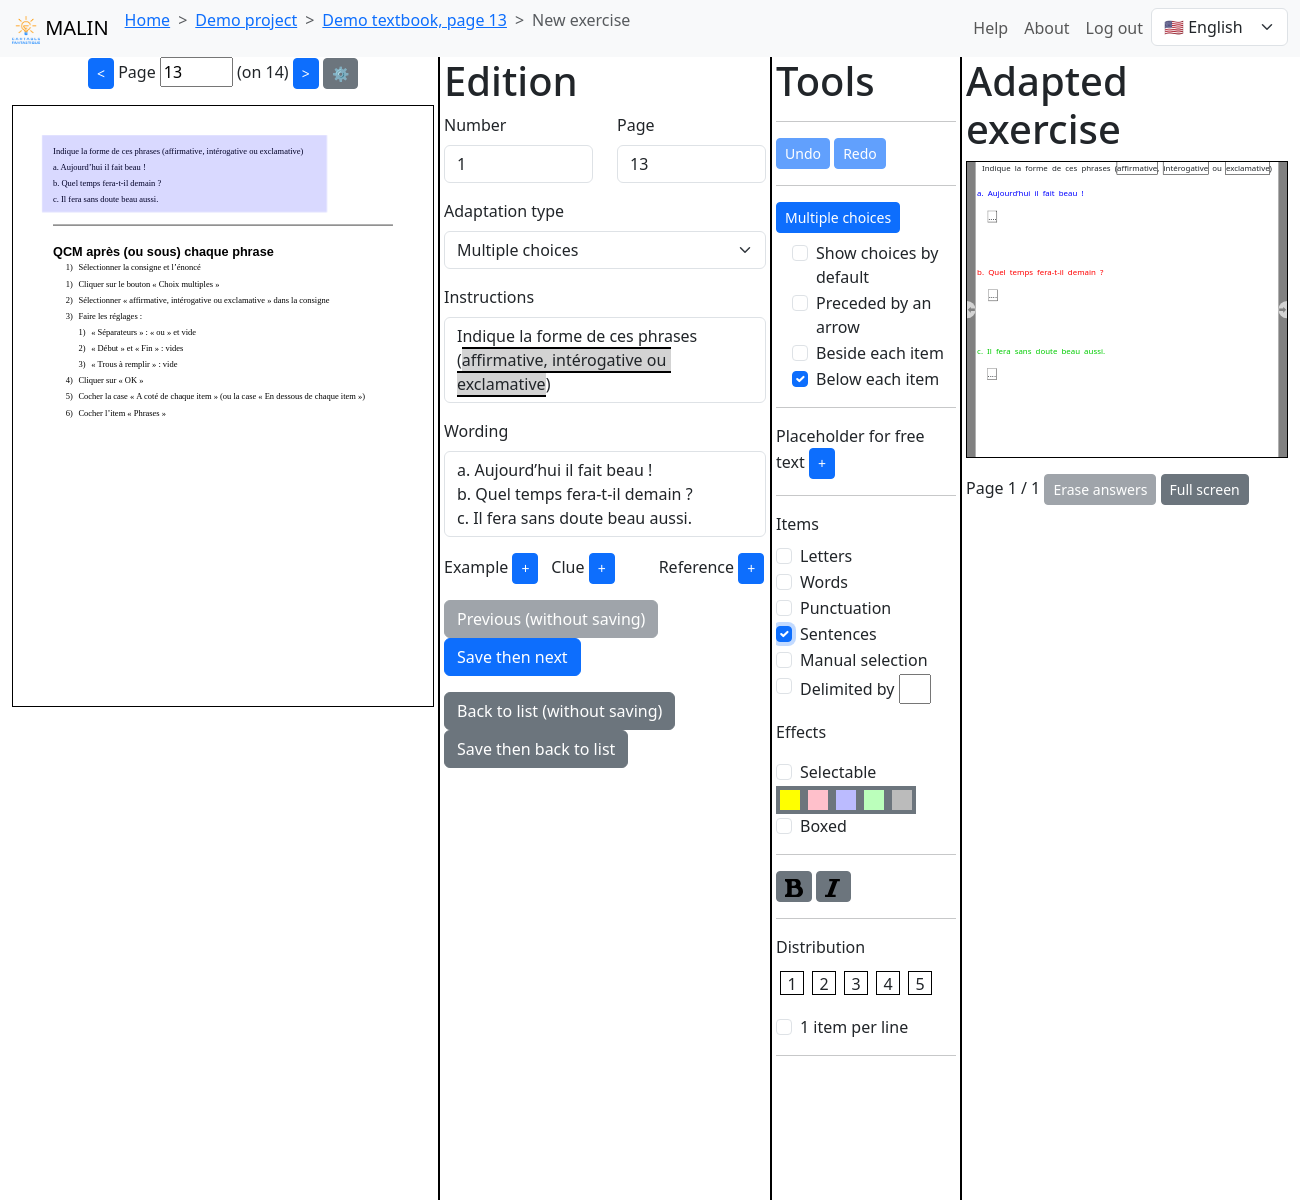 MALIN Home > Demo project > Demo textbook, page 13 > New exercise Help About Log out 🇺🇸 English
< Page 13 (on 14) > ⚙️
Indique la forme de ces phrases (affirmative, intérogative ou exclamative)
a. Aujourd’hui il fait beau !
b. Quel temps fera-t-il demain ?
c. Il fera sans doute beau aussi.
QCM après (ou sous) chaque phrase
1) Sélectionner la consigne et l’énoncé
1) Cliquer sur le bouton « Choix multiples »
2) Sélectionner « affirmative, intérogative ou exclamative » dans la consigne
3) Faire les réglages :
1) « Séparateurs » : « ou » et vide
2) « Début » et « Fin » : vides
3) « Trous à remplir » : vide
4) Cliquer sur « OK »
5) Cocher la case « A coté de chaque item » (ou la case « En dessous de chaque item »)
6) Cocher l’item « Phrases »
Edition
Number Page
1 13
Adaptation type
Multiple choices
Instructions
Indique la forme de ces phrases
(affirmative, intérogative ou
exclamative)
Wording
a. Aujourd’hui il fait beau !
b. Quel temps fera-t-il demain ?
c. Il fera sans doute beau aussi.
Example + Clue + Reference +
Previous (without saving)
Save then next
Back to list (without saving)
Save then back to list
Tools
Undo Redo
Multiple choices
Show choices by
default
Preceded by an
arrow
Beside each item
Below each item
Placeholder for free
text +
Items
Letters
Words
Punctuation
Sentences
Manual selection
Delimited by
Effects
Selectable
Boxed
B I
Distribution
1 2 3 4 5
1 item per line
Adapted
exercise
Indique la forme de ces phrases (affirmative, intérogative ou exclamative)
a. Aujourd’hui il fait beau !
....
b. Quel temps fera-t-il demain ?
....
c. Il fera sans doute beau aussi.
....
Page 1 / 1 Erase answers Full screen